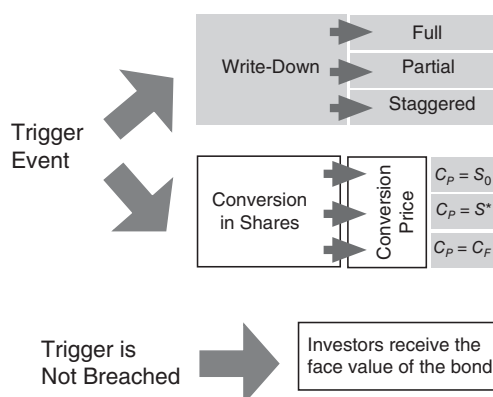 Trigger
Event
Write-Down
Full
Partial
Staggered
Conversion
in Shares
Conversion
Price
C_P = S_0
C_P = S*
C_P = C_F
Trigger is
Not Breached
Investors receive the
face value of the bond